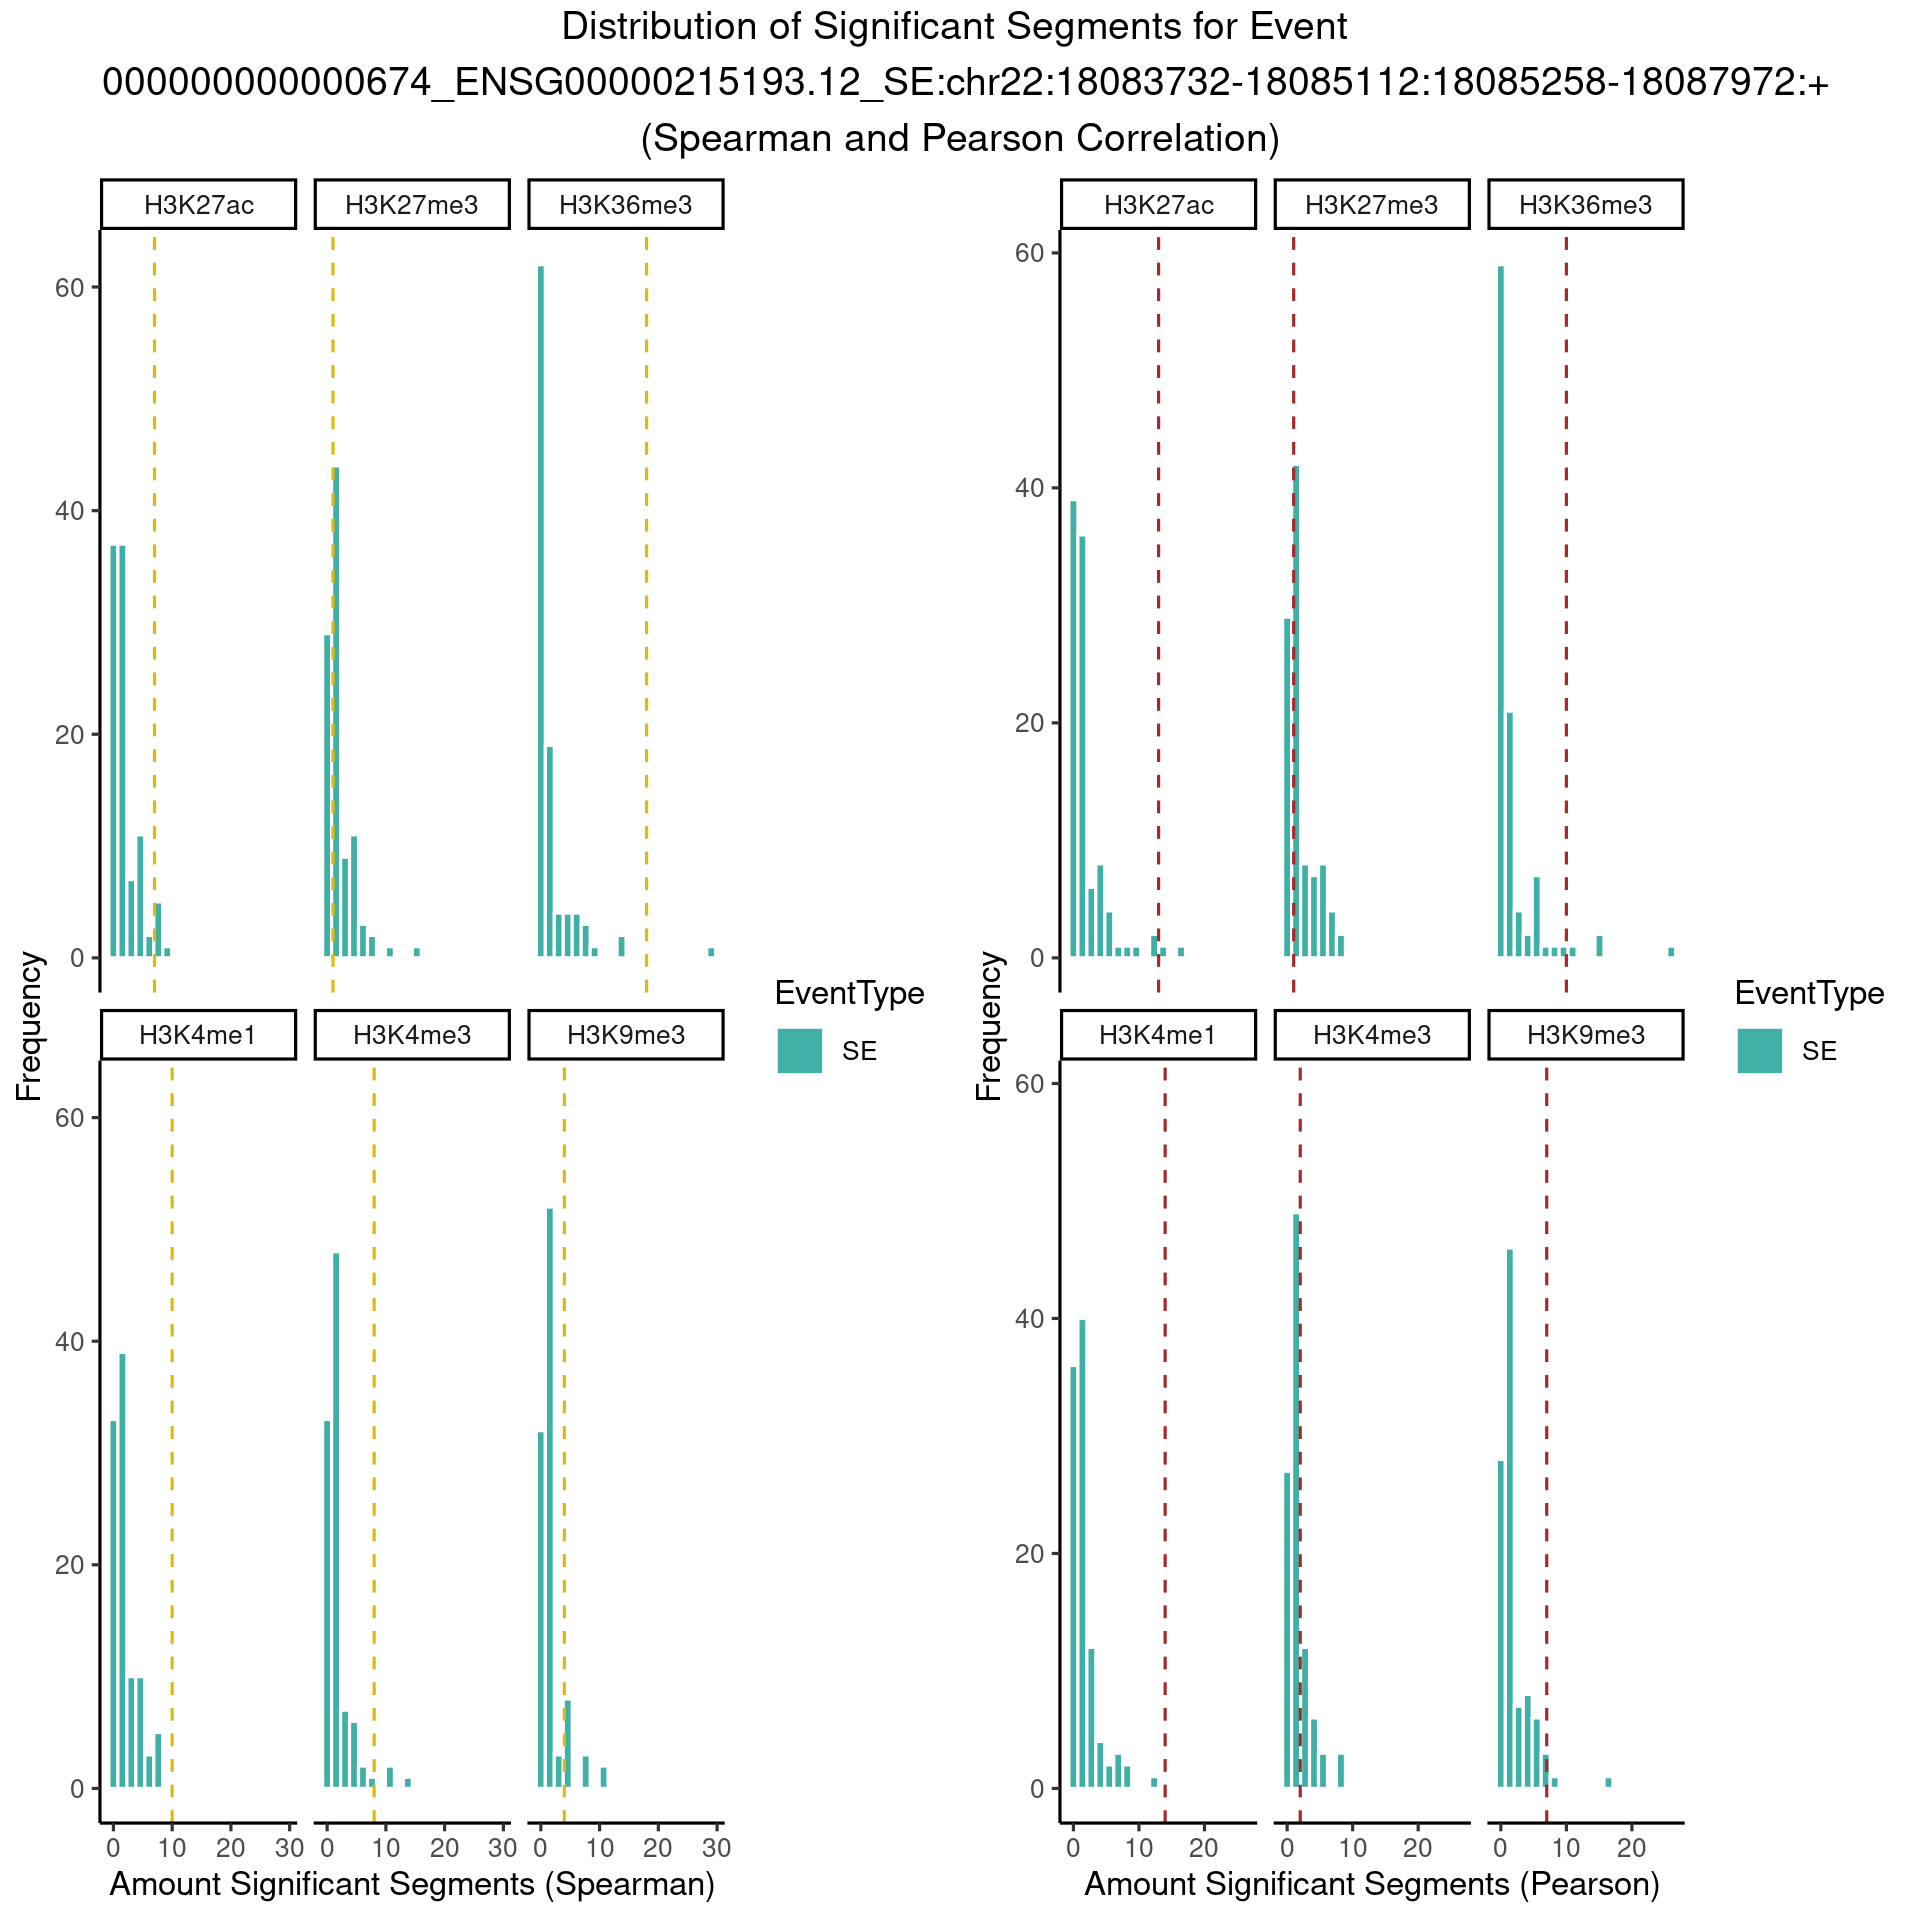 Distribution of Significant Segments for Event
000000000000674_ENSG00000215193.12_SE:chr22:18083732-18085112:18085258-18087972:+
(Spearman and Pearson Correlation)
H3K27ac H3K27me3 H3K36me3
60
40
20
0
H3K4me1 H3K4me3 H3K9me3
60
40
20
0
0 10 20 30 0 10 20 30 0 10 20 30
Amount Significant Segments (Spearman)
Frequency
EventType
SE
H3K27ac H3K27me3 H3K36me3
60
40
20
0
H3K4me1 H3K4me3 H3K9me3
60
40
20
0
0 10 20 0 10 20 0 10 20
Amount Significant Segments (Pearson)
Frequency
EventType
SE